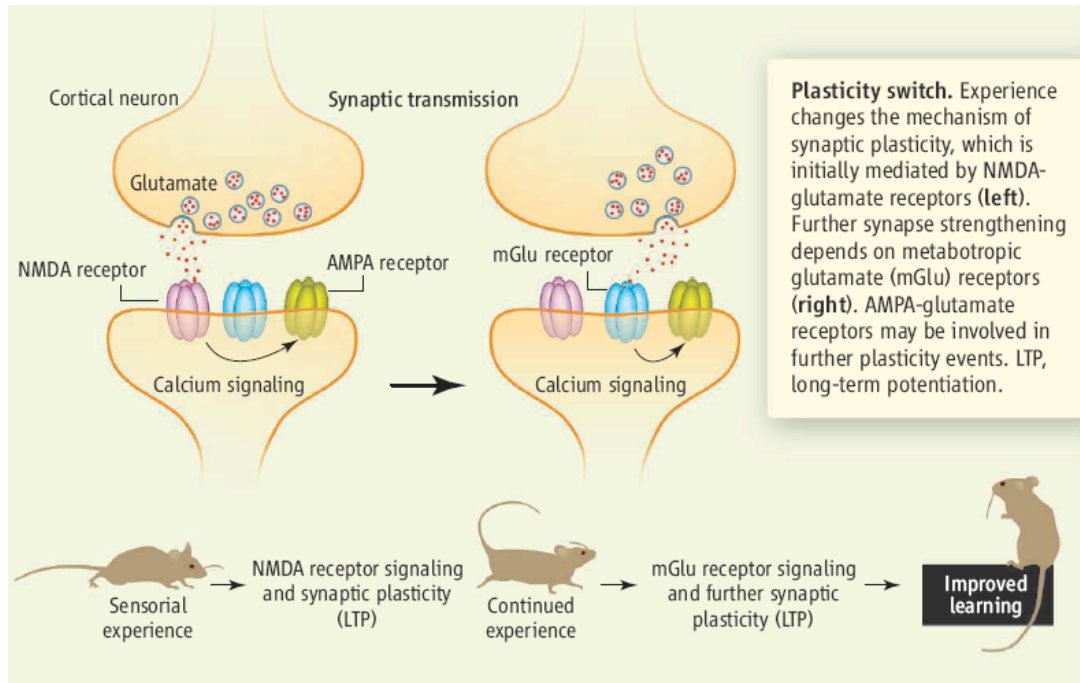 Cortical neuron
Synaptic transmission
Glutamate
NMDA receptor
AMPA receptor
Calcium signaling
mGlu receptor
Calcium signaling
Plasticity switch. Experience
changes the mechanism of
synaptic plasticity, which is
initially mediated by NMDA-
glutamate receptors (left).
Further synapse strengthening
depends on metabotropic
glutamate (mGlu) receptors
(right). AMPA-glutamate
receptors may be involved in
further plasticity events. LTP,
long-term potentiation.
Sensorial
experience
NMDA receptor signaling
and synaptic plasticity
(LTP)
Continued
experience
mGlu receptor signaling
and further synaptic
plasticity (LTP)
Improved
learning